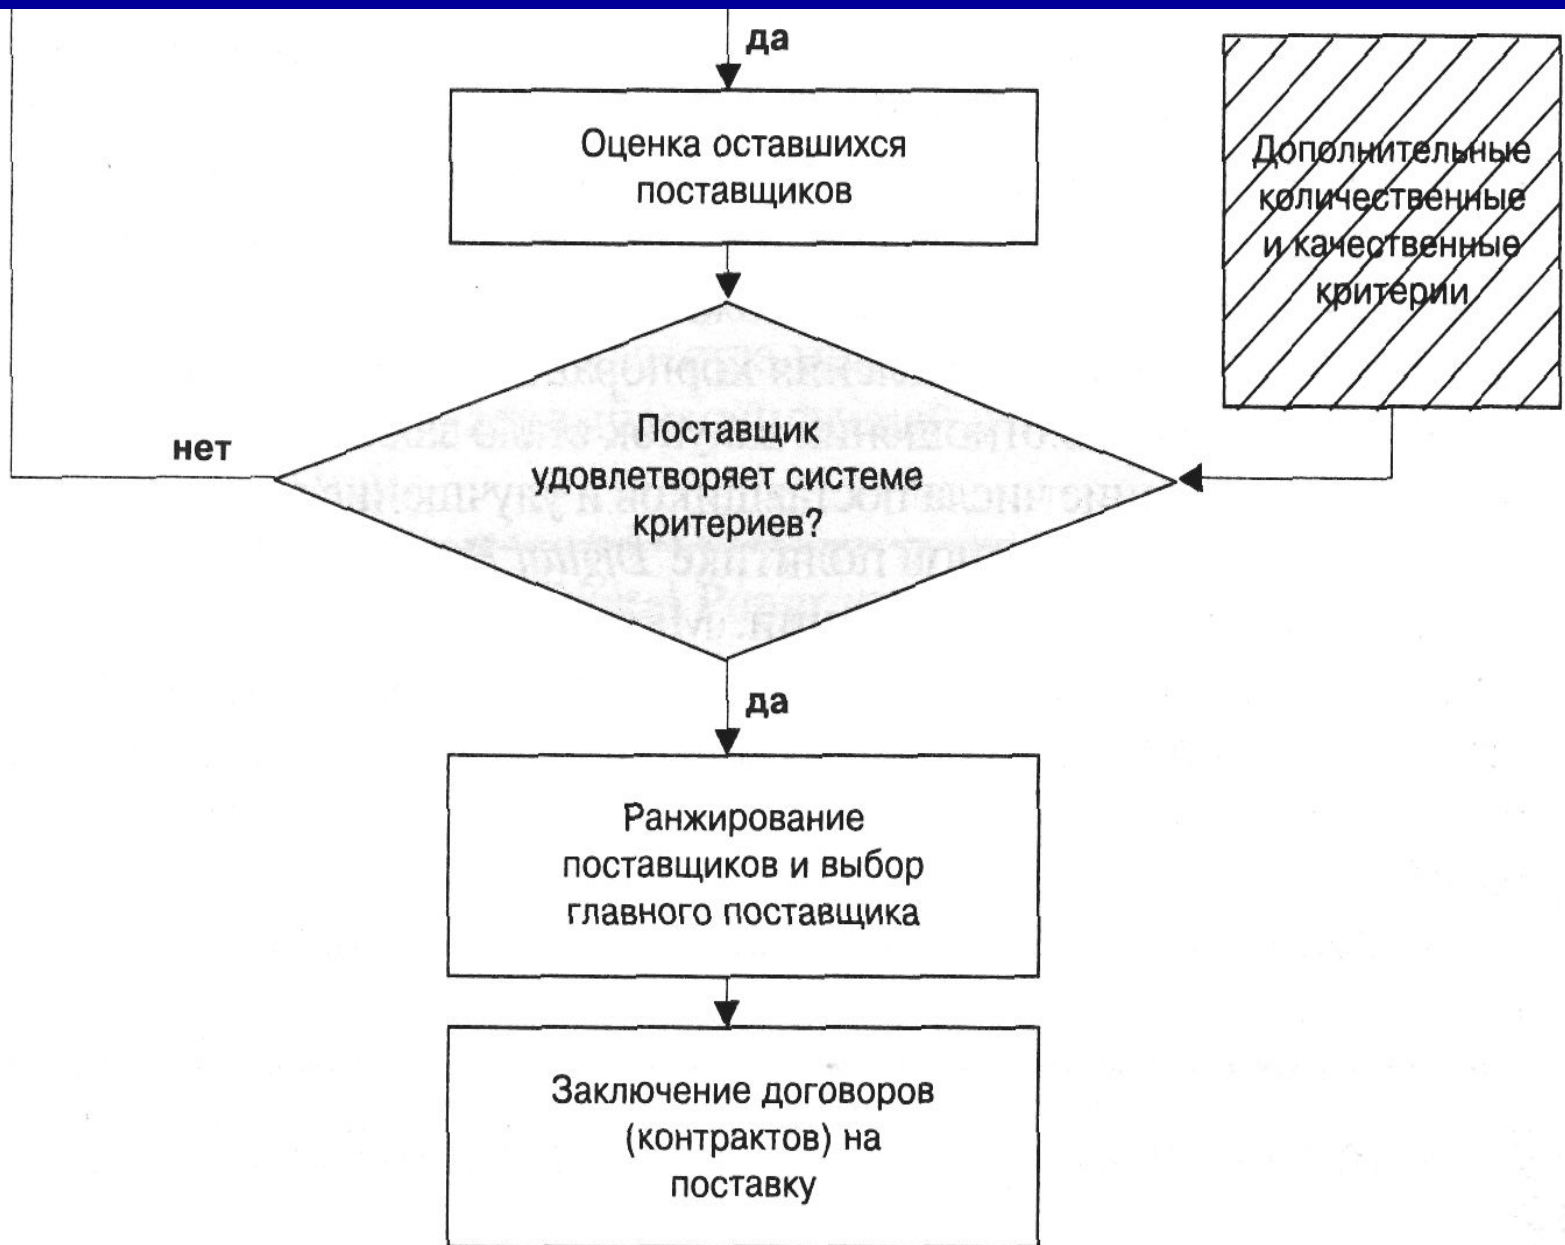 да
Оценка оставшихся
поставщиков
Дополнительные
количественные
и качественные
критерии
нет
Поставщик
удовлетворяет системе
критериев?
да
Ранжирование
поставщиков и выбор
главного поставщика
Заключение договоров
(контрактов) на
поставку